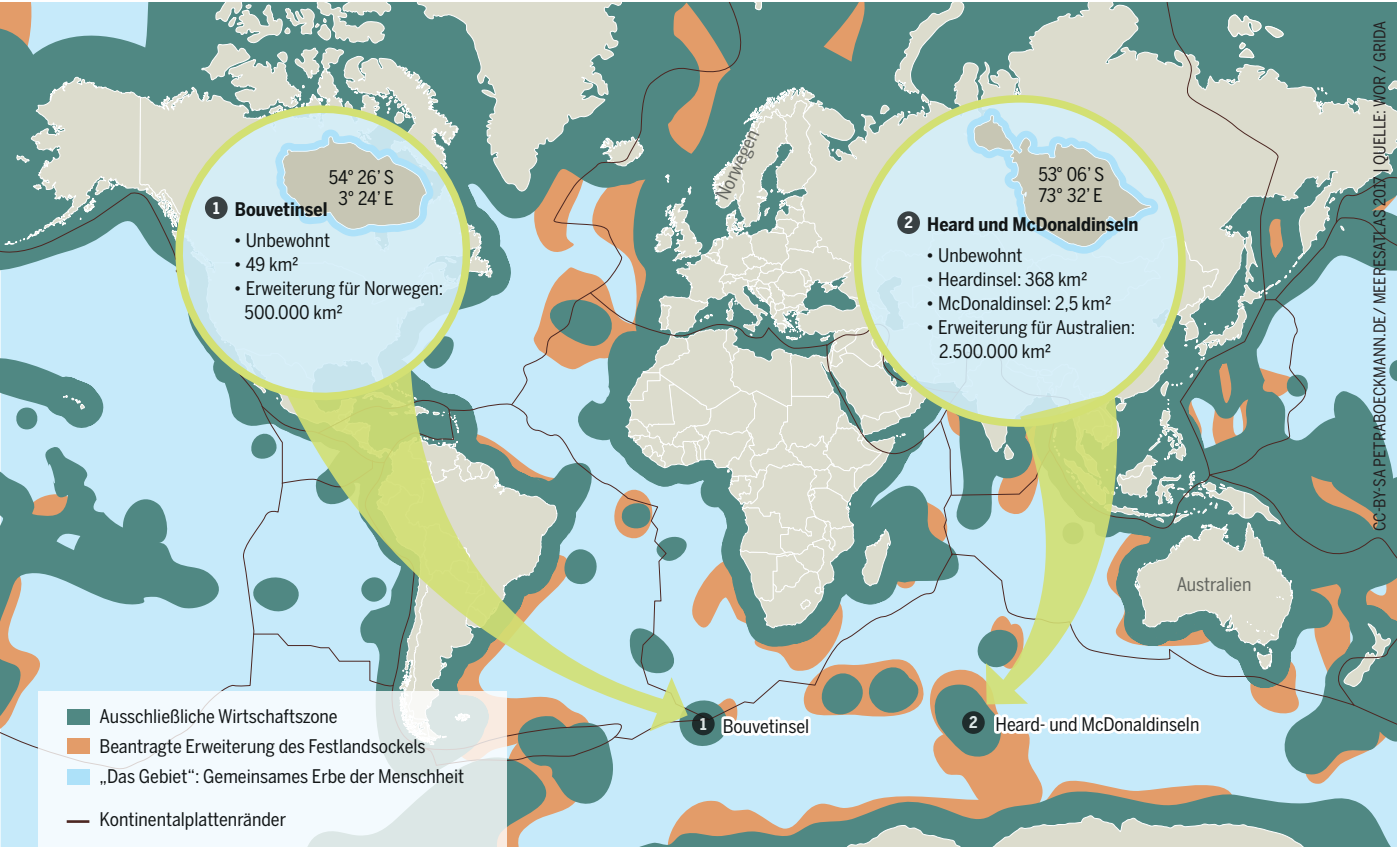 54° 26' S
3° 24' E
1 Bouvetinsel
• Unbewohnt
• 49 km²
• Erweiterung für Norwegen:
500.000 km²
Norwegen
53° 06' S
73° 32' E
2 Heard und McDonaldinseln
• Unbewohnt
• Heardinsel: 368 km²
• McDonaldinsel: 2,5 km²
• Erweiterung für Australien:
2.500.000 km²
Australien
1 Bouvetinsel
2 Heard- und McDonaldinseln
Ausschließliche Wirtschaftszone
Beantragte Erweiterung des Festlandsockels
„Das Gebiet“: Gemeinsames Erbe der Menschheit
Kontinentalplattenränder
CC-BY-SA PETRABOECKMANN.DE / MEERESATLAS 2017 | QUELLE: WOR / GRIDA